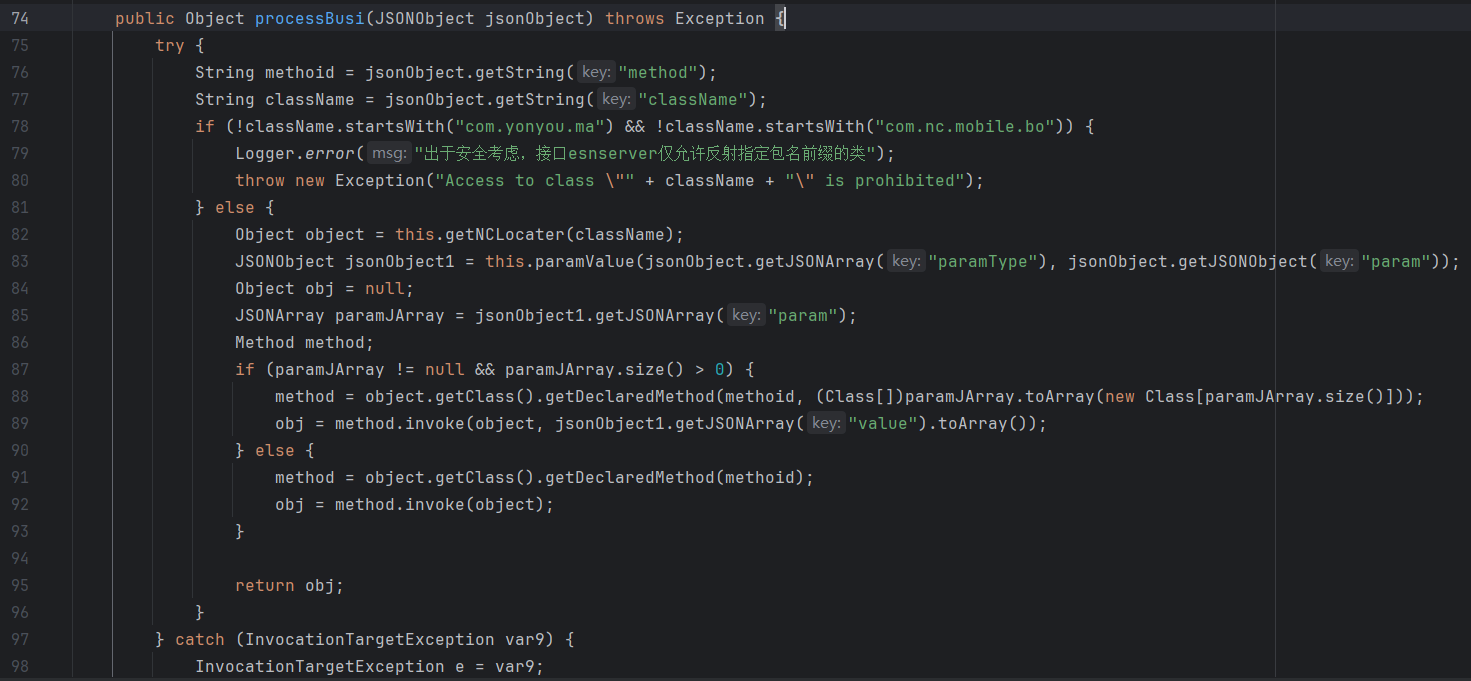 74 public Object processBusi(JSONObject jsonObject) throws Exception {
75 try {
76 String methoid = jsonObject.getString( key: "method");
77 String className = jsonObject.getString( key: "className");
78 if (!className.startsWith("com.yonyou.ma") && !className.startsWith("com.nc.mobile.bo")) {
79 Logger.error( msg: "出于安全考虑，接口esnserver仅允许反射指定包名前缀的类");
80 throw new Exception("Access to class \"" + className + "\" is prohibited");
81 } else {
82 Object object = this.getNCLocater(className);
83 JSONObject jsonObject1 = this.paramValue(jsonObject.getJSONArray( key: "paramType"), jsonObject.getJSONObject( key: "param"));
84 Object obj = null;
85 JSONArray paramJArray = jsonObject1.getJSONArray( key: "param");
86 Method method;
87 if (paramJArray != null && paramJArray.size() > 0) {
88 method = object.getClass().getDeclaredMethod(methoid, (Class[])paramJArray.toArray(new Class[paramJArray.size()]));
89 obj = method.invoke(object, jsonObject1.getJSONArray( key: "value").toArray());
90 } else {
91 method = object.getClass().getDeclaredMethod(methoid);
92 obj = method.invoke(object);
93 }
94
95 return obj;
96 }
97 } catch (InvocationTargetException var9) {
98 InvocationTargetException e = var9;